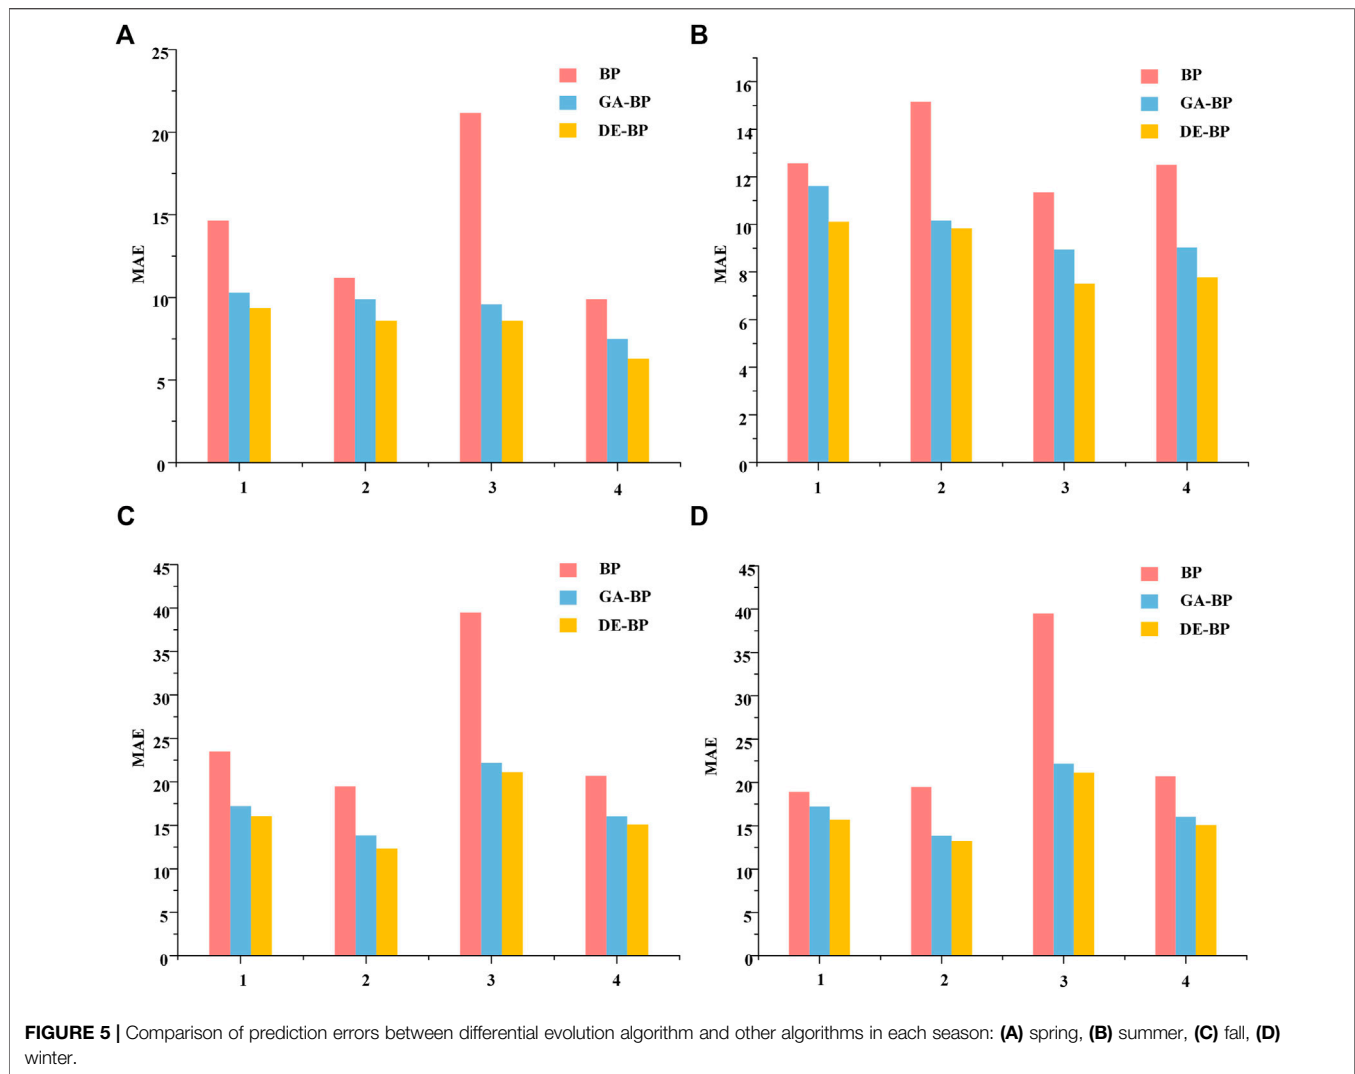 A
25
20
15
10
5
0
MAE
BP
GA-BP
DE-BP
1 2 3 4
B
16
14
12
10
8
6
4
2
0
MAE
BP
GA-BP
DE-BP
1 2 3 4
C
45
40
35
30
25
20
15
10
5
0
MAE
BP
GA-BP
DE-BP
1 2 3 4
D
45
40
35
30
25
20
15
10
5
0
MAE
BP
GA-BP
DE-BP
1 2 3 4
FIGURE 5 | Comparison of prediction errors between differential evolution algorithm and other algorithms in each season: (A) spring, (B) summer, (C) fall, (D)
winter.